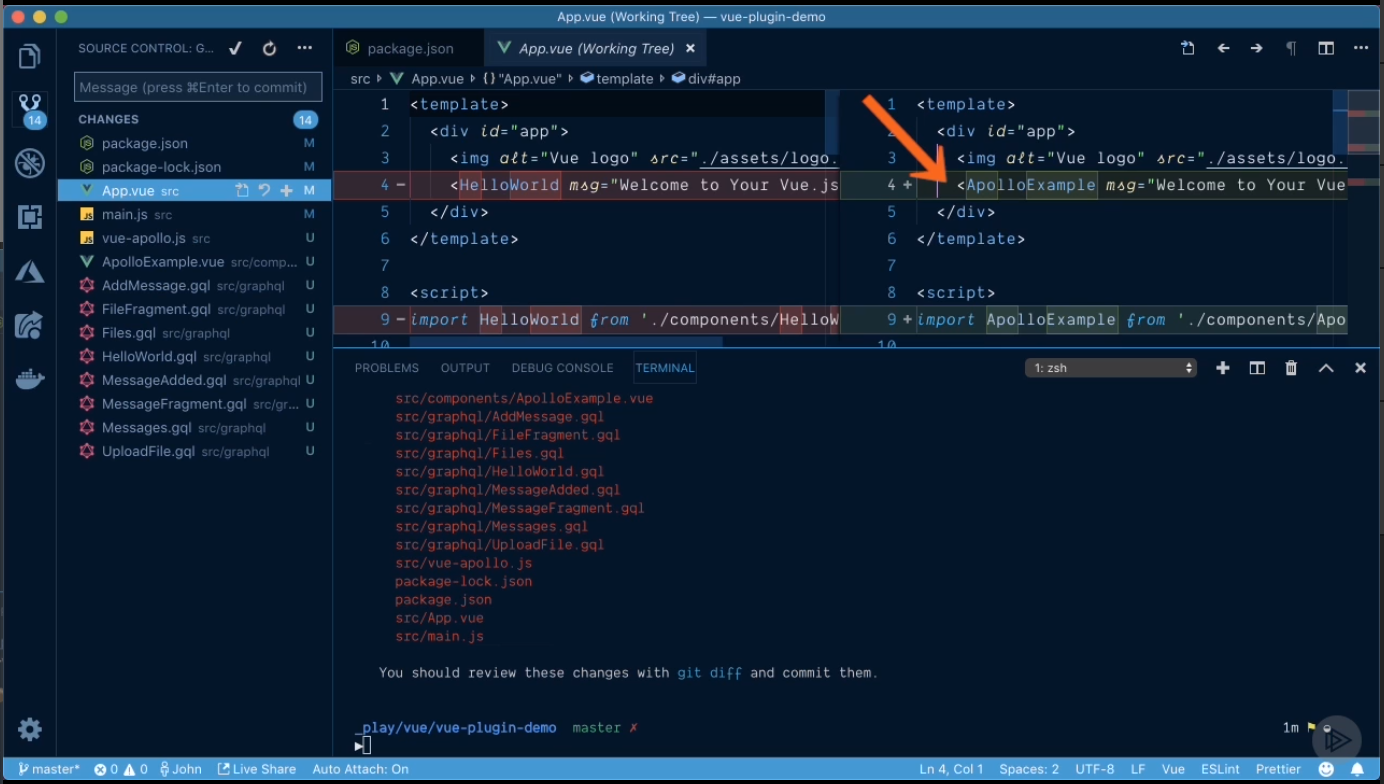 App.vue (Working Tree) — vue-plugin-demo
SOURCE CONTROL: G...
Message (press ⌘Enter to commit)
CHANGES 14
14
package.json M
package-lock.json M
App.vue src M
main.js src M
vue-apollo.js src U
ApolloExample.vue src/comp... U
AddMessage.gql src/graphql U
FileFragment.gql src/graphql U
Files.gql src/graphql U
HelloWorld.gql src/graphql U
MessageAdded.gql src/graphql U
MessageFragment.gql src/gr... U
Messages.gql src/graphql U
UploadFile.gql src/graphql U
package.json
App.vue (Working Tree) ×
src App.vue {} "App.vue" template div#app
1 <template>
2 <div id="app">
3 <img alt="Vue logo" src="./assets/logo.
4 − <HelloWorld msg="Welcome to Your Vue.js
5 </div>
6 </template>
7
8 <script>
9 − import HelloWorld from './components/HelloW
10
1 <template>
2 <div id="app">
3 <img alt="Vue logo" src="./assets/logo.
4 + <ApolloExample msg="Welcome to Your Vue
5 </div>
6 </template>
7
8 <script>
9 + import ApolloExample from './components/Apo
10
PROBLEMS OUTPUT DEBUG CONSOLE TERMINAL 1: zsh
src/components/ApolloExample.vue
src/graphql/AddMessage.gql
src/graphql/FileFragment.gql
src/graphql/Files.gql
src/graphql/HelloWorld.gql
src/graphql/MessageAdded.gql
src/graphql/MessageFragment.gql
src/graphql/Messages.gql
src/graphql/UploadFile.gql
src/vue-apollo.js
package-lock.json
package.json
src/App.vue
src/main.js
You should review these changes with git diff and commit them.
_play/vue/vue-plugin-demo master ✗ 1m
master* 0 0 John Live Share Auto Attach: On Ln 4, Col 1 Spaces: 2 UTF-8 LF Vue ESLint Prettier